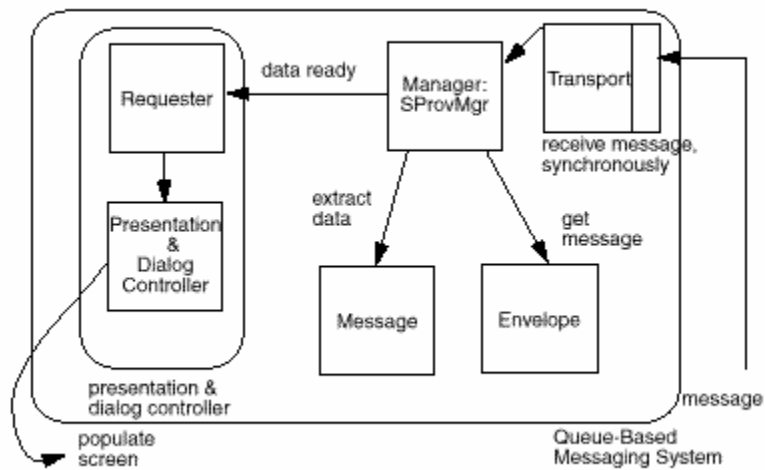 Requester
data ready
Manager:
SProvMgr
Transport
receive message,
synchronously
Presentation
&
Dialog
Controller
extract
data
get
message
Message
Envelope
presentation &
dialog controller
message
populate
screen
Queue-Based
Messaging System